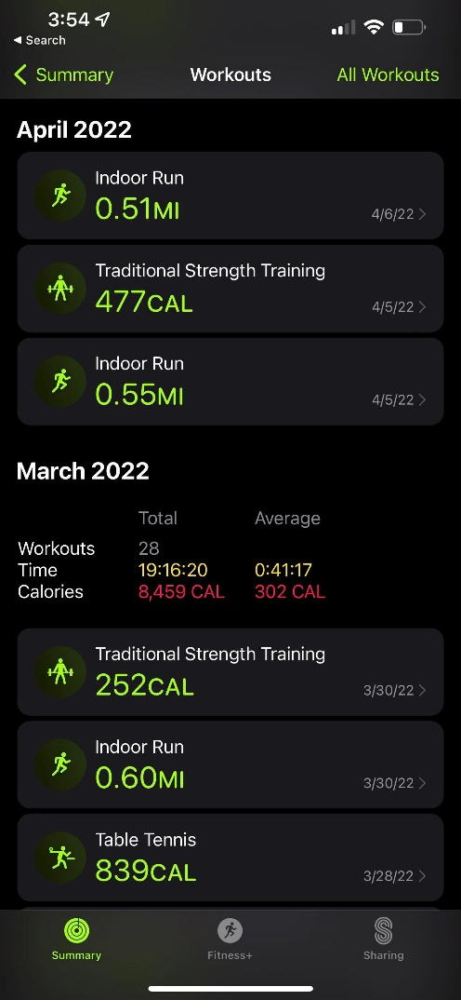 3:54
Search
Summary
Workouts
All Workouts
April 2022
Indoor Run
0.51MI
4/6/22
Traditional Strength Training
477CAL
4/5/22
Indoor Run
0.55MI
4/5/22
March 2022
Total Average
Workouts 28
Time 19:16:20 0:41:17
Calories 8,459 CAL 302 CAL
Traditional Strength Training
252CAL
3/30/22
Indoor Run
0.60MI
3/30/22
Table Tennis
839CAL
3/28/22
Summary
Fitness+
Sharing